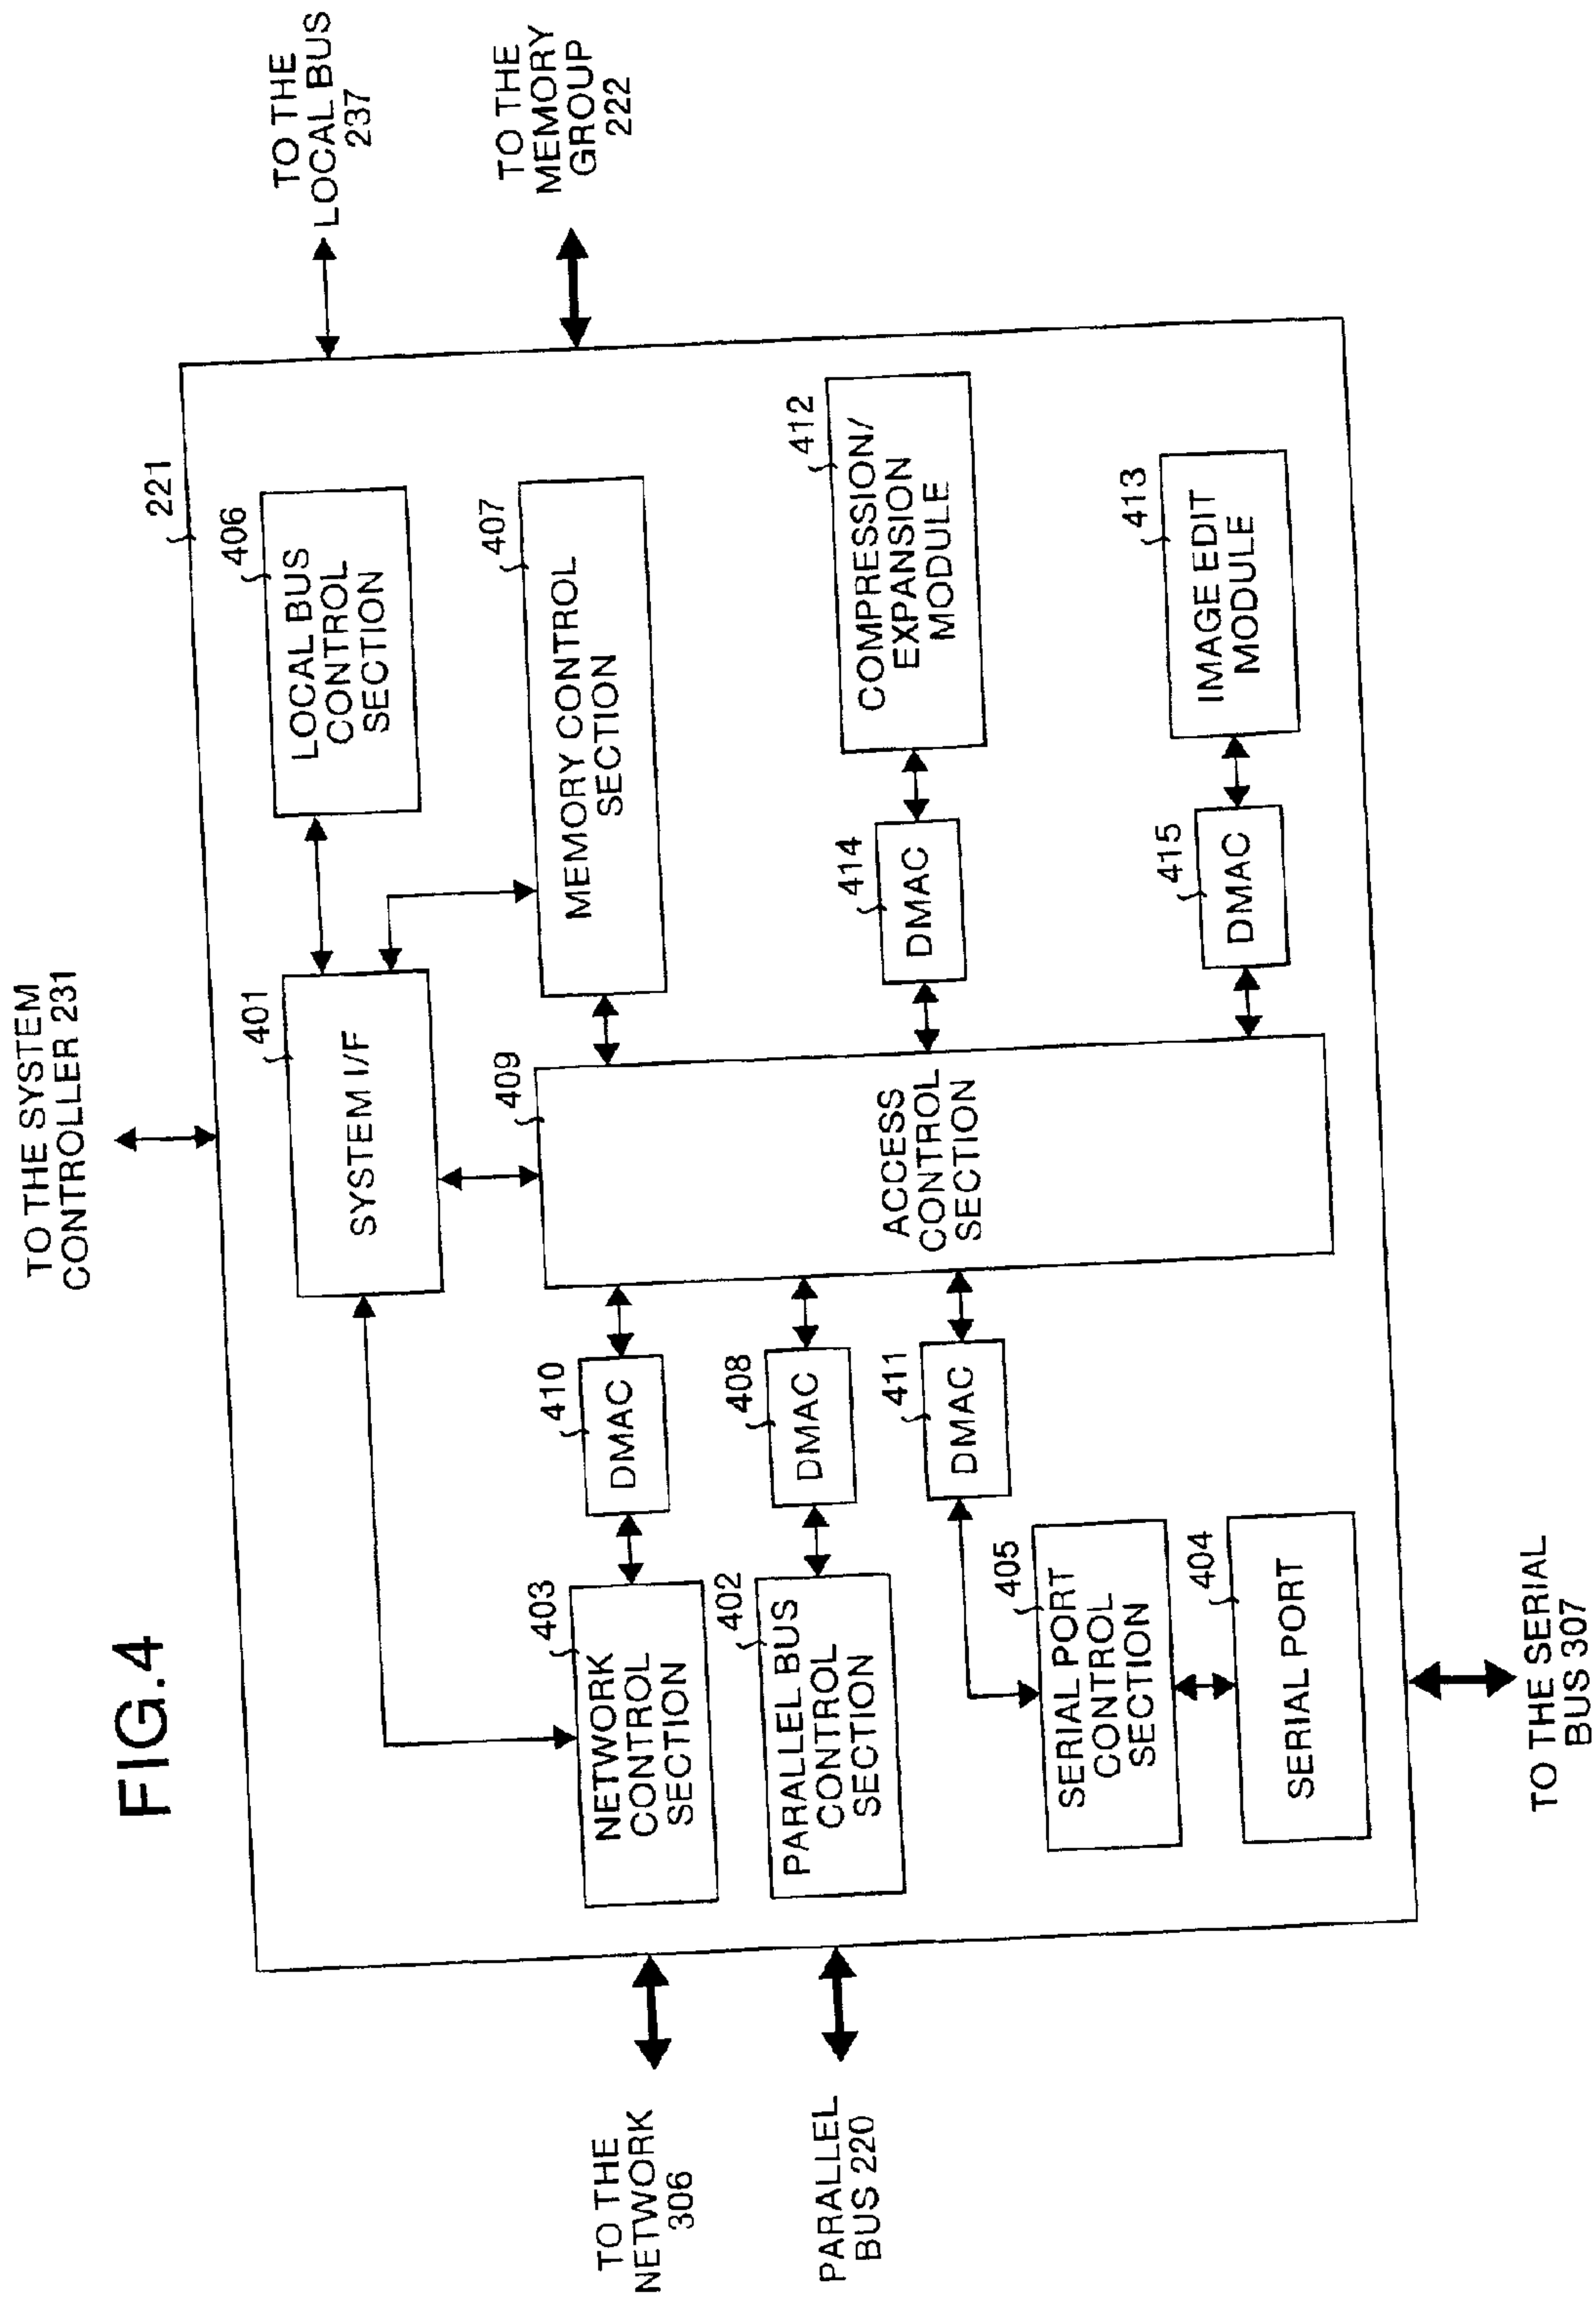 FIG.4
TO THE SYSTEM
CONTROLLER 231
TO THE
LOCAL BUS
237
TO THE
MEMORY
GROUP
222
221
401
SYSTEM I/F
406
LOCAL BUS
CONTROL
SECTION
407
MEMORY CONTROL
SECTION
409
ACCESS
CONTROL
SECTION
403
NETWORK
CONTROL
SECTION
410
DMAC
402
PARALLEL BUS
CONTROL
SECTION
408
DMAC
411
DMAC
405
SERIAL PORT
CONTROL
SECTION
404
SERIAL PORT
414
DMAC
412
COMPRESSION/
EXPANSION
MODULE
415
DMAC
413
IMAGE EDIT
MODULE
TO THE
NETWORK
306
PARALLEL
BUS 220
TO THE SERIAL
BUS 307